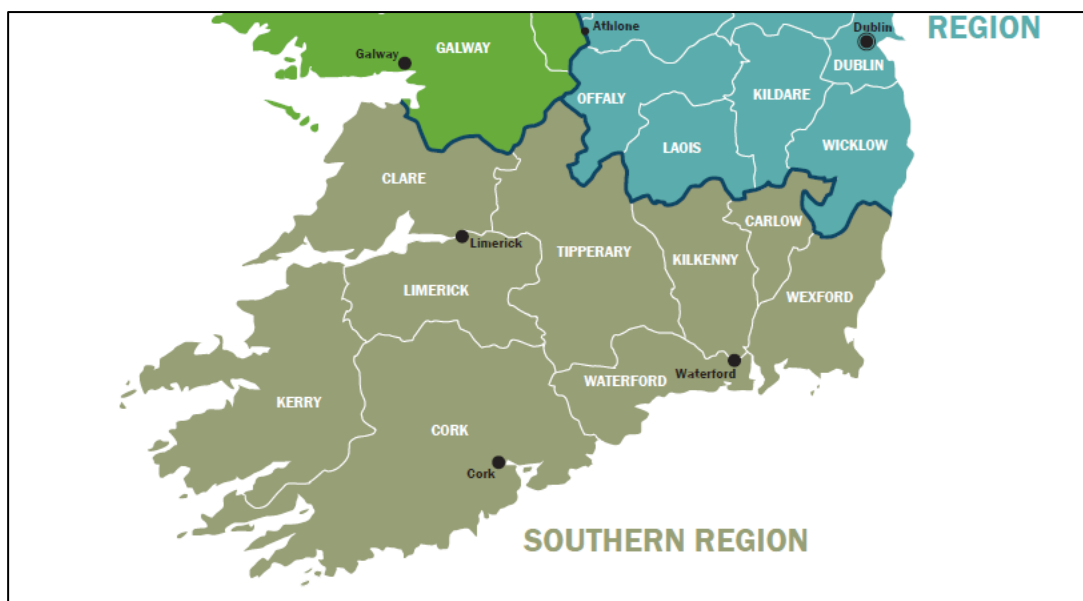 Athlone
Dublin
REGION
GALWAY
Galway
DUBLIN
OFFALY
KILDARE
LAOIS
WICKLOW
CLARE
CARLOW
Limerick
TIPPERARY
KILKENNY
LIMERICK
WEXFORD
Waterford
WATERFORD
KERRY
CORK
Cork
SOUTHERN REGION